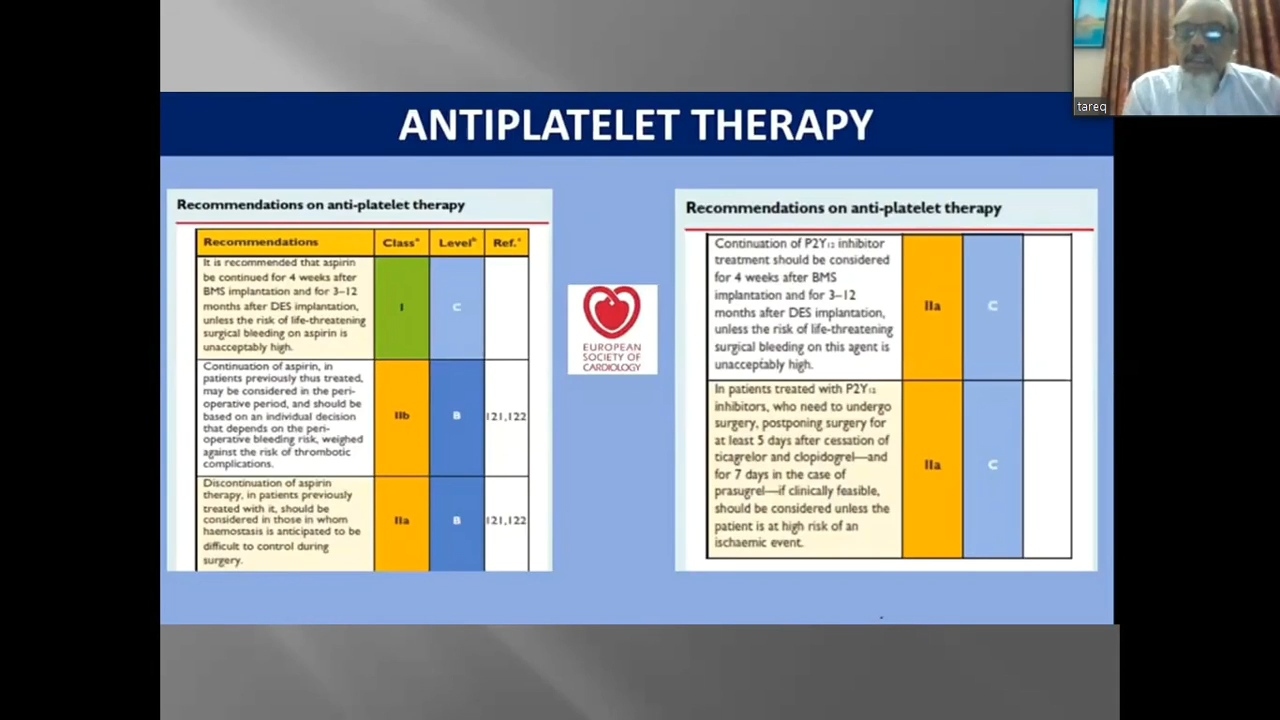 tareq
ANTIPLATELET THERAPY
Recommendations on anti-platelet therapy
Recommendations Classᵃ Levelᵇ Ref.ᶜ
It is recommended that aspirin
be continued for 4 weeks after
BMS implantation and for 3–12
months after DES implantation,
unless the risk of life-threatening
surgical bleeding on aspirin is
unacceptably high.
I C
Continuation of aspirin, in
patients previously thus treated,
may be considered in the peri-
operative period, and should be
based on an individual decision
that depends on the peri-
operative bleeding risk, weighed
against the risk of thrombotic
complications.
IIb B 121,122
Discontinuation of aspirin
therapy, in patients previously
treated with it, should be
considered in those in whom
haemostasis is anticipated to be
difficult to control during
surgery.
IIa B 121,122
EUROPEAN
SOCIETY OF
CARDIOLOGY
Recommendations on anti-platelet therapy
Continuation of P2Y₁₂ inhibitor
treatment should be considered
for 4 weeks after BMS
implantation and for 3–12
months after DES implantation,
unless the risk of life-threatening
surgical bleeding on this agent is
unacceptably high.
IIa C
In patients treated with P2Y₁₂
inhibitors, who need to undergo
surgery, postponing surgery for
at least 5 days after cessation of
ticagrelor and clopidogrel—and
for 7 days in the case of
prasugrel—if clinically feasible,
should be considered unless the
patient is at high risk of an
ischaemic event.
IIa C